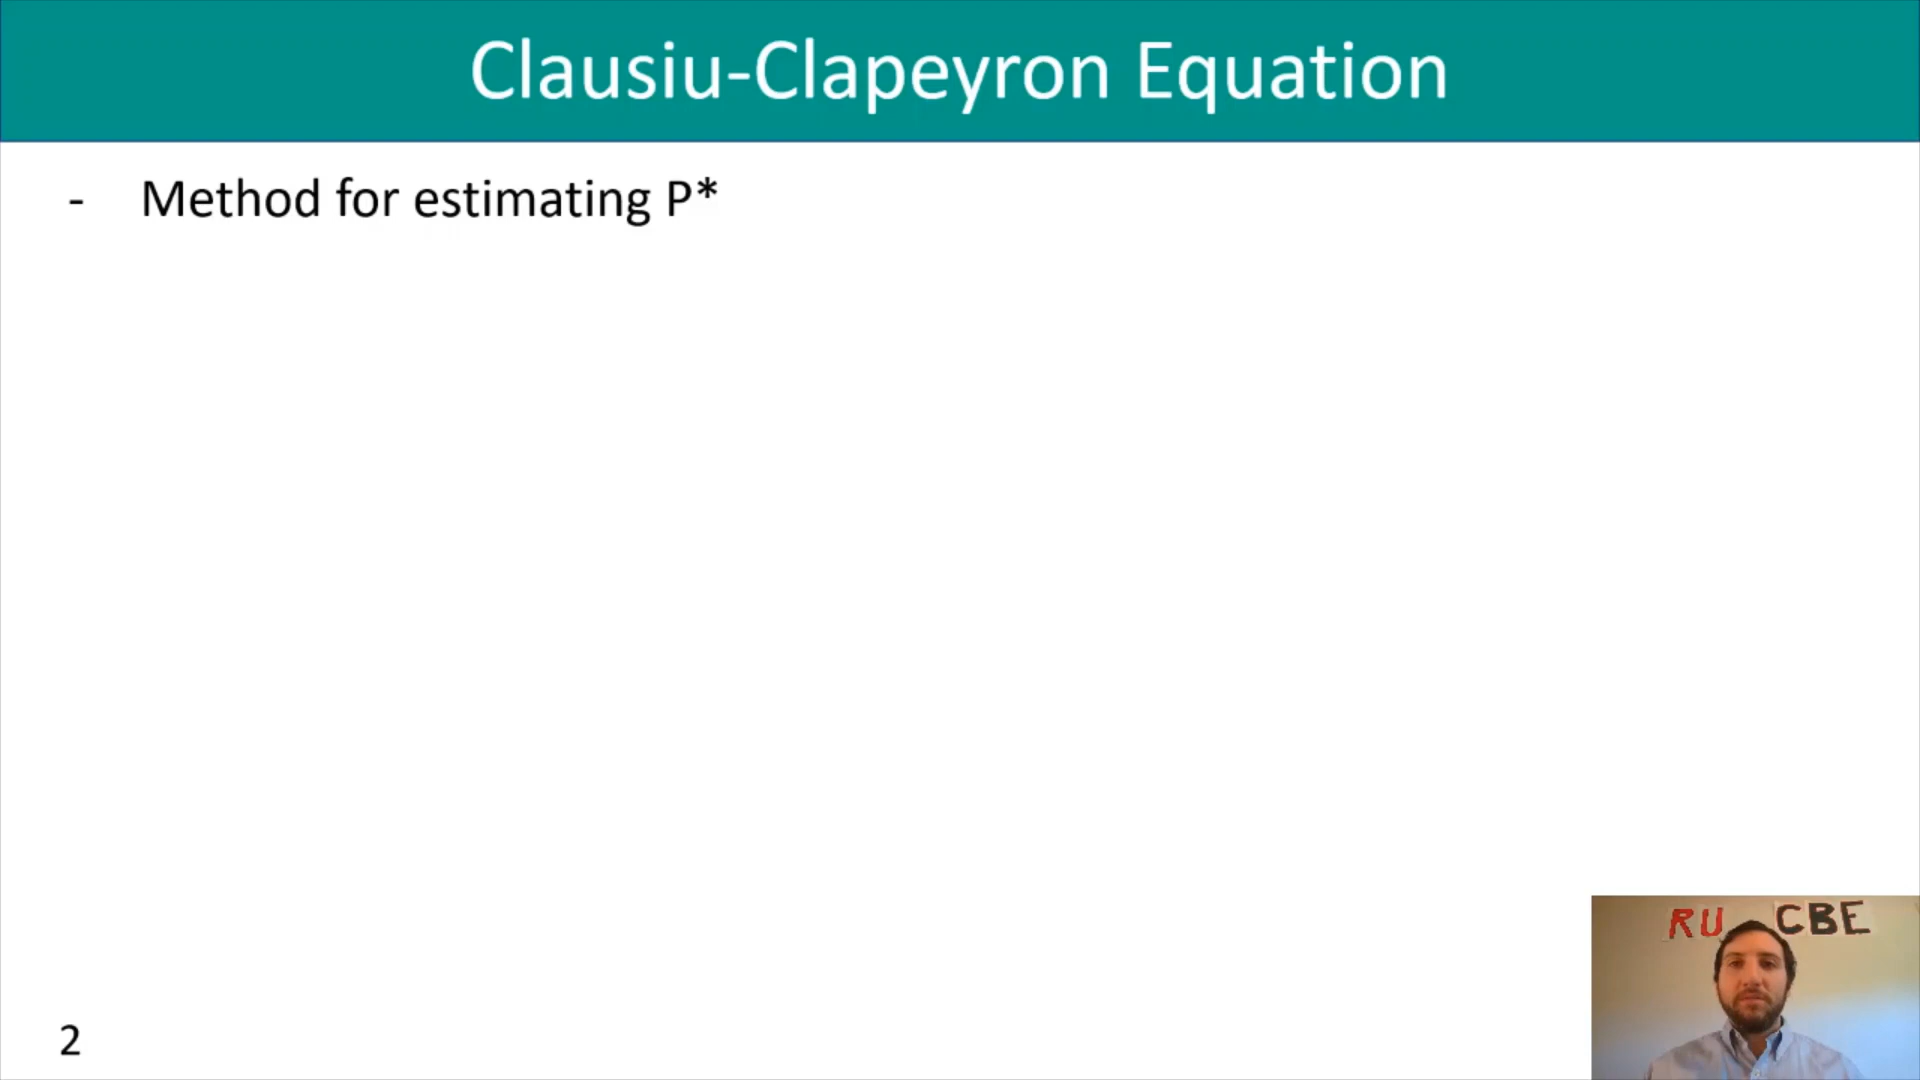 Clausiu-Clapeyron Equation
- Method for estimating P*
RU CBE
2